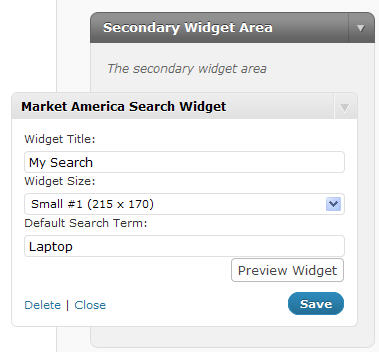 Secondary Widget Area
The secondary widget area
Market America Search Widget
Widget Title:
My Search
Widget Size:
Small #1 (215 x 170)
Default Search Term:
Laptop
Preview Widget
Delete | Close
Save